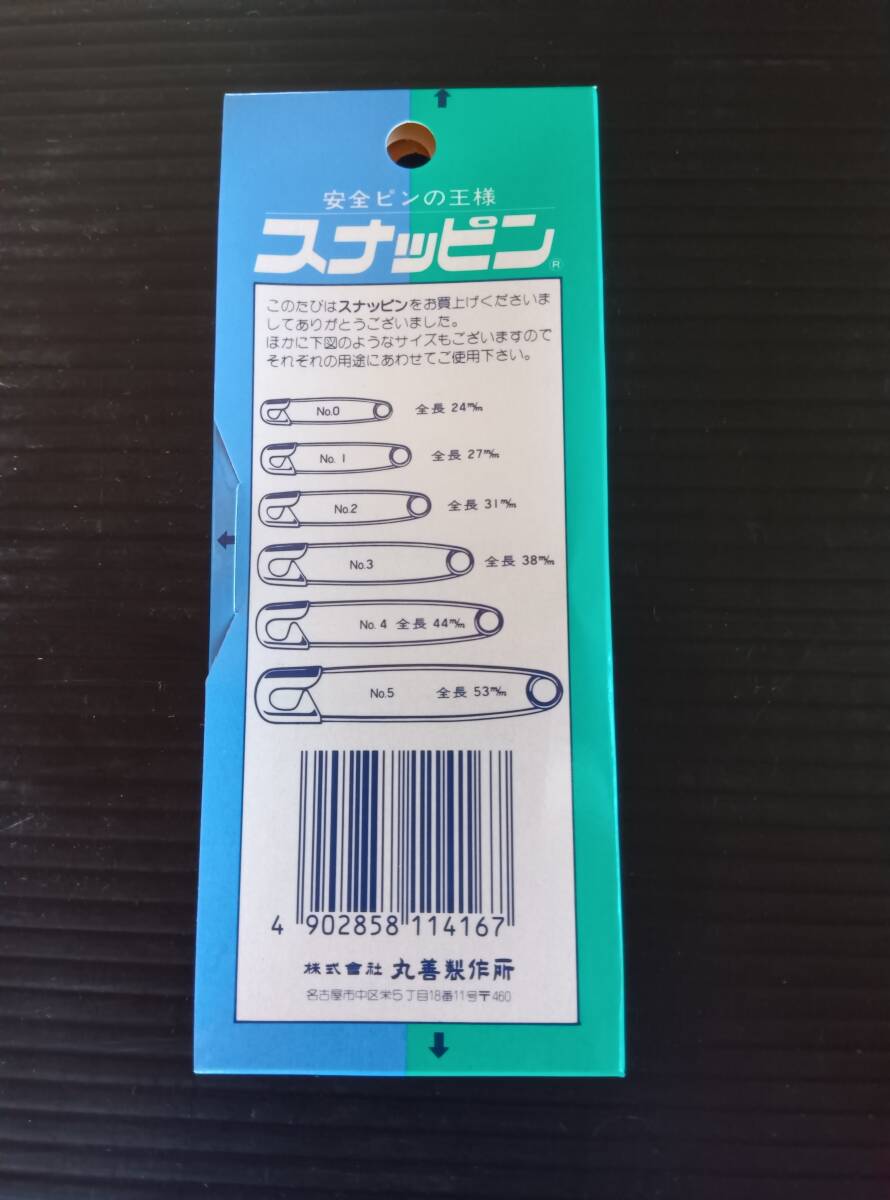 安全ピンの王様
スナッピン®
このたびはスナッピンをお買上げくださいま
してありがとうございました。
ほかに下図のようなサイズもございますので
それぞれの用途にあわせてご使用下さい。
No.0 全長 24m/m
No. 1 全長 27m/m
No.2 全長 31m/m
No.3 全長 38m/m
No. 4 全長 44m/m
No.5 全長 53m/m
4 902858 114167
株式會社 丸善製作所
名古屋市中区栄5丁目18番11号〒460